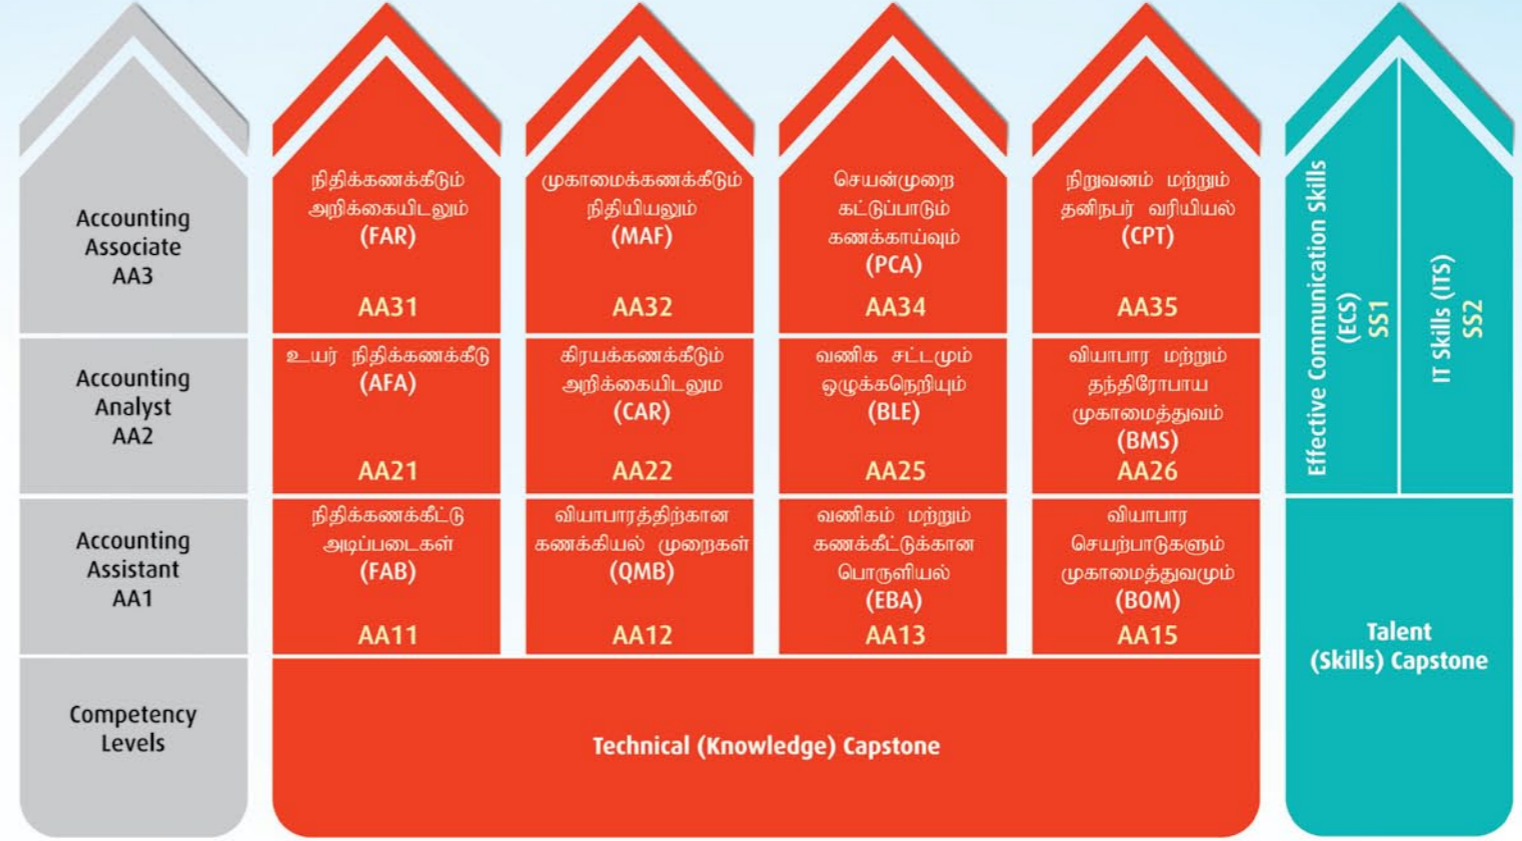 Accounting
Associate
AA3
நிதிக்கணக்கீடும்
அறிக்கையிடலும்
(FAR)
AA31
முகாமைக்கணக்கீடும்
நிதியியலும்
(MAF)
AA32
செயன்முறை
கட்டுப்பாடும்
கணக்காய்வும்
(PCA)
AA34
நிறுவனம் மற்றும்
தனிநபர் வரியியல்
(CPT)
AA35
Effective Communication Skills
(ECS)
SS1
IT Skills (ITS)
SS2
Accounting
Analyst
AA2
உயர் நிதிக்கணக்கீடு
(AFA)
AA21
கிரயக்கணக்கீடும்
அறிக்கையிடலும
(CAR)
AA22
வணிக சட்டமும்
ஒழுக்கநெறியும்
(BLE)
AA25
வியாபார மற்றும்
தந்திரோபாய
முகாமைத்துவம்
(BMS)
AA26
Accounting
Assistant
AA1
நிதிக்கணக்கீட்டு
அடிப்படைகள்
(FAB)
AA11
வியாபாரத்திற்கான
கணக்கியல் முறைகள்
(QMB)
AA12
வணிகம் மற்றும்
கணக்கீட்டுக்கான
பொருளியல்
(EBA)
AA13
வியாபார
செயற்பாடுகளும்
முகாமைத்துவமும்
(BOM)
AA15
Talent
(Skills) Capstone
Competency
Levels
Technical (Knowledge) Capstone